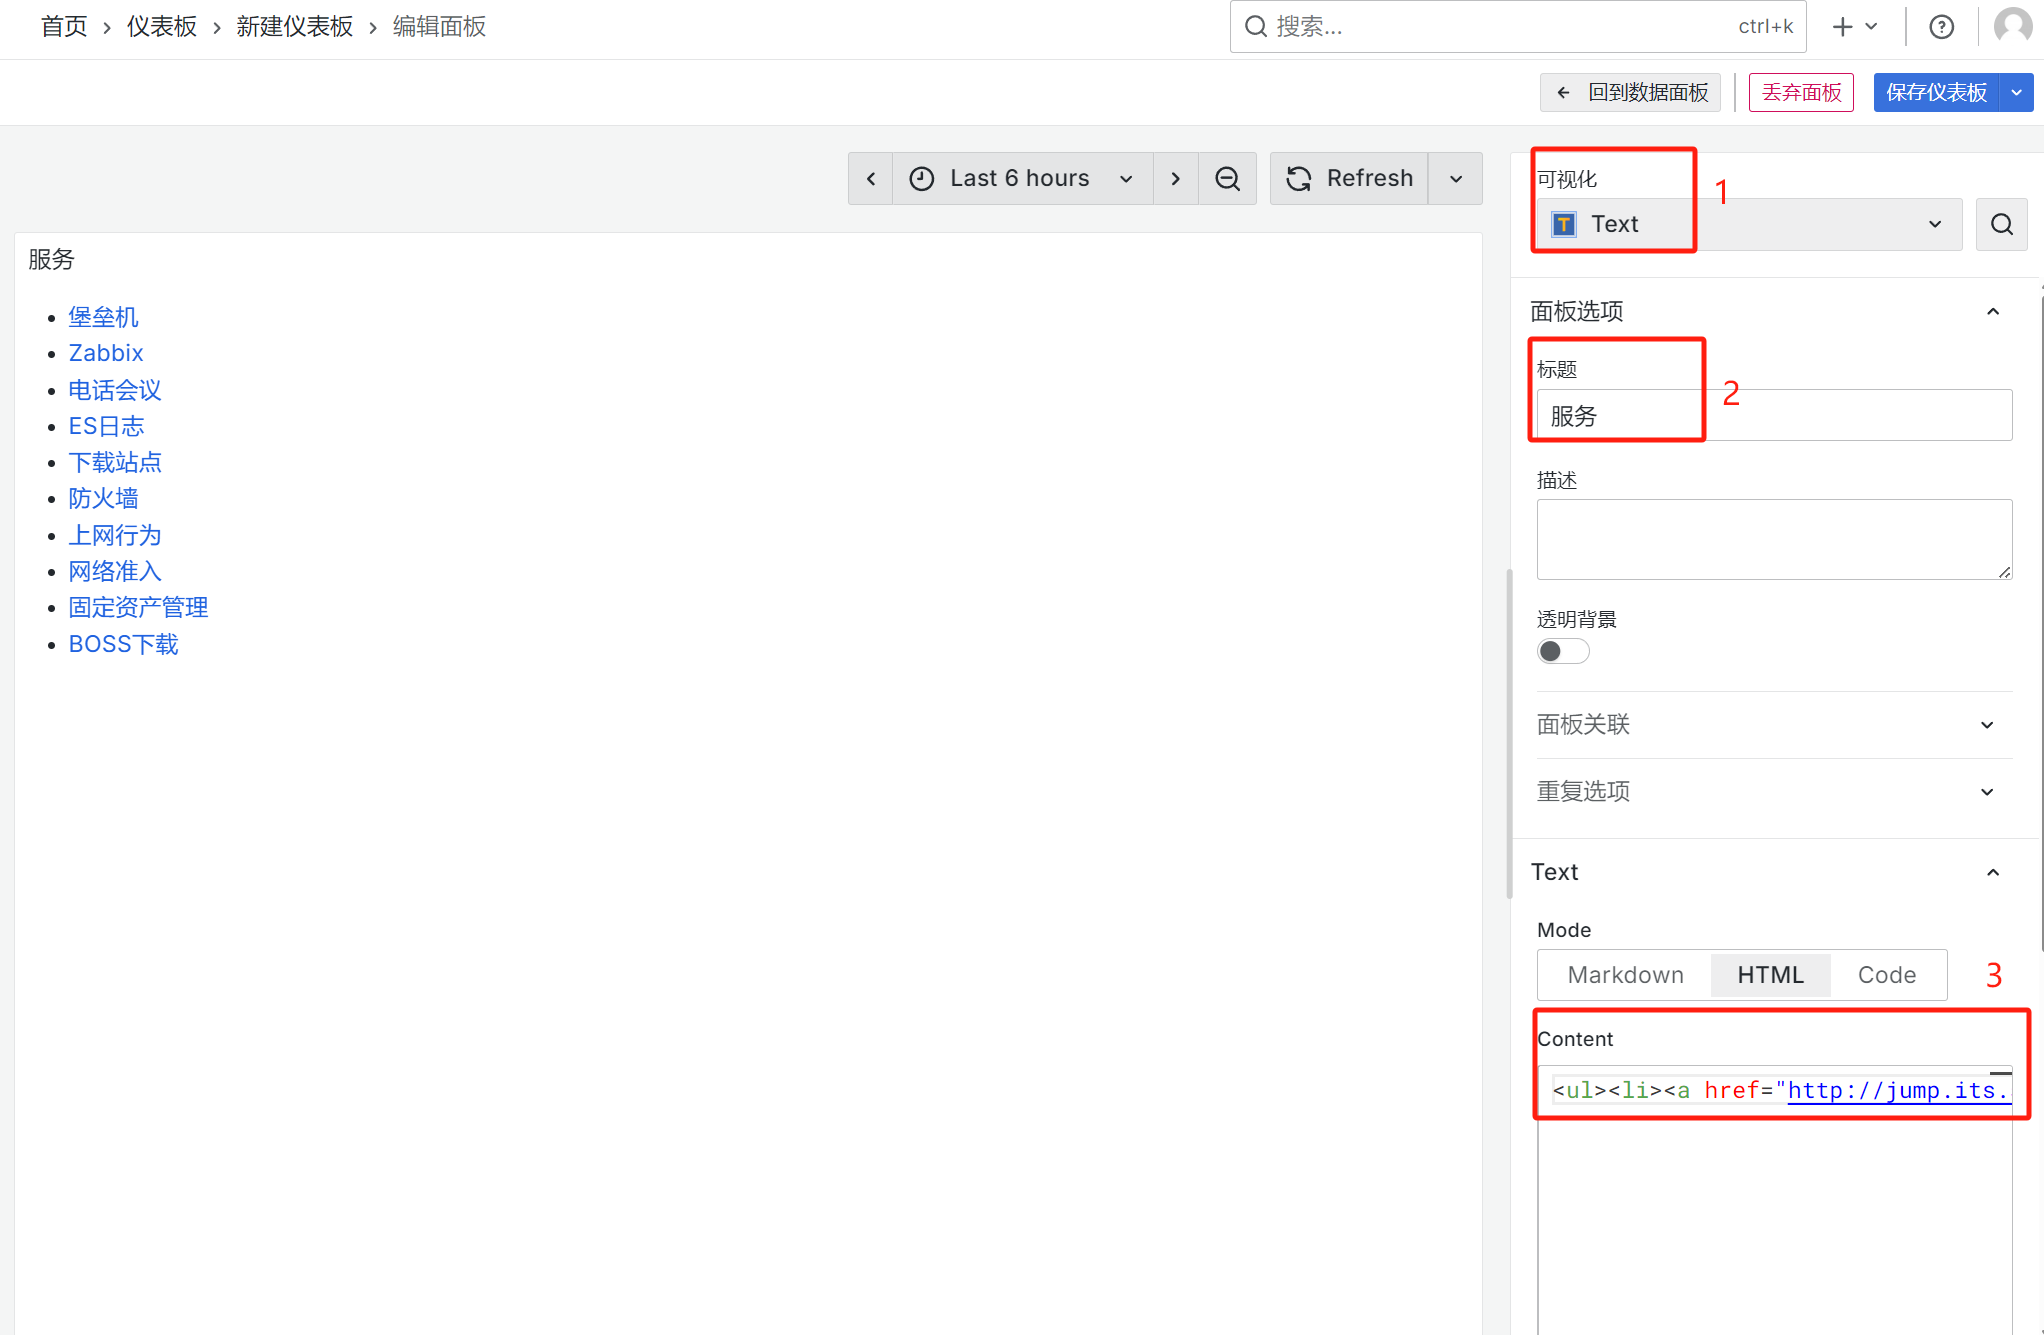 首页 › 仪表板 › 新建仪表板 › 编辑面板
搜索...
ctrl+k
回到数据面板
丢弃面板
保存仪表板
Last 6 hours
Refresh
服务
堡垒机
Zabbix
电话会议
ES日志
下载站点
防火墙
上网行为
网络准入
固定资产管理
BOSS下载
可视化
1
T Text
面板选项
标题
2
服务
描述
透明背景
面板关联
重复选项
Text
Mode
Markdown HTML Code
3
Content
<ul><li><a href="http://jump.its.